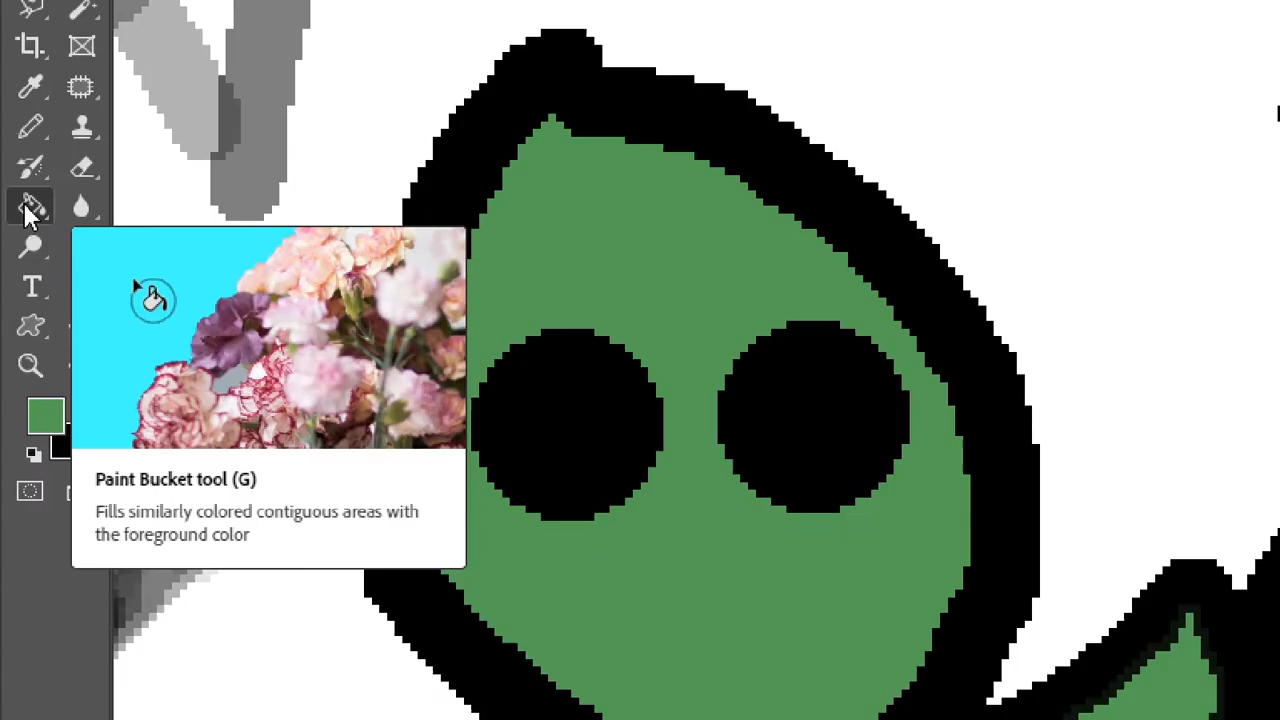 Paint Bucket tool (G)
Fills similarly colored contiguous areas with
the foreground color